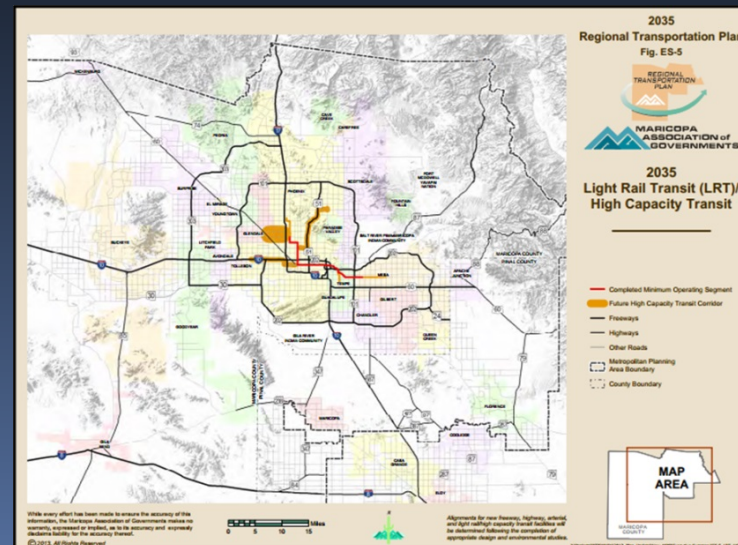 2035
Regional Transportation Plan
Fig. ES-5
REGIONAL
TRANSPORTATION
PLAN
MARICOPA
ASSOCIATION of
GOVERNMENTS
2035
Light Rail Transit (LRT)/
High Capacity Transit
Completed Minimum Operating Segment
Future High Capacity Transit Corridor
Freeways
Highways
Other Roads
Metropolitan Planning
Area Boundary
County Boundary
MAP
AREA
MARICOPA
COUNTY
WICKENBURG
PEORIA
CAVE
CREEK
CAREFREE
SURPRISE
PHOENIX
SCOTTSDALE
FORT
MCDOWELL
YAVAPAI
NATION
EL MIRAGE
YOUNGTOWN
FOUNTAIN
HILLS
GLENDALE
PARADISE
VALLEY
LITCHFIELD
PARK
SALT RIVER PIMA-MARICOPA
INDIAN COMMUNITY
BUCKEYE
AVONDALE
TOLLESON
MARICOPA COUNTY
PINAL COUNTY
APACHE
JUNCTION
MESA
TEMPE
GUADALUPE
GILBERT
CHANDLER
GOODYEAR
GILA RIVER
INDIAN COMMUNITY
QUEEN
CREEK
MARICOPA COUNTY
PINAL COUNTY
MARICOPA
FLORENCE
COOLIDGE
GILA
BEND
CASA
GRANDE
ELOY
While every effort has been made to ensure the accuracy of this
information, the Maricopa Association of Governments makes no
warranty, expressed or implied, as to its accuracy and expressly
disclaims liability for the accuracy thereof.
©2013, All Rights Reserved
0
5
10
15
Miles
Alignments for new freeway, highway, arterial,
and light rail/high capacity transit facilities will
be determined following the completion of
appropriate design and environmental studies.